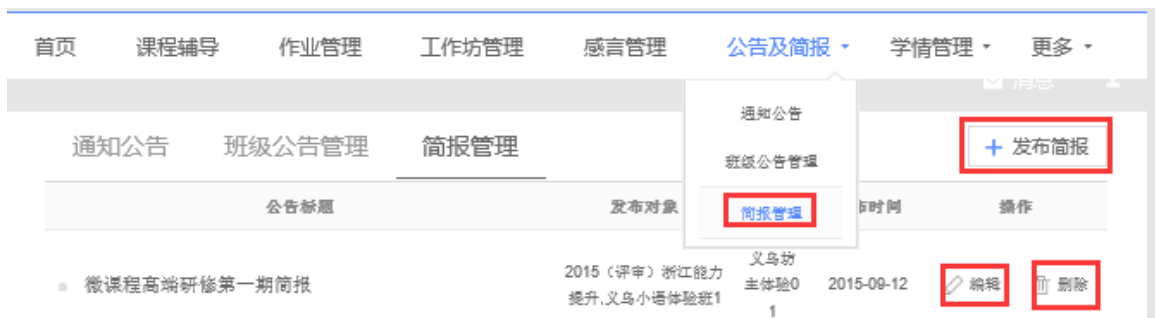 首页 课程辅导 作业管理 工作坊管理 感言管理 公告及简报 学情管理 更多
消息
通知公告 班级公告管理 简报管理
通知公告
班级公告管理
简报管理
+ 发布简报
公告标题 发布对象 布时间 操作
微课程高端研修第一期简报
2015（评审）浙江能力
提升,义乌小语体验班1
义乌坊
主体验0
1
2015-09-12
编辑
删除